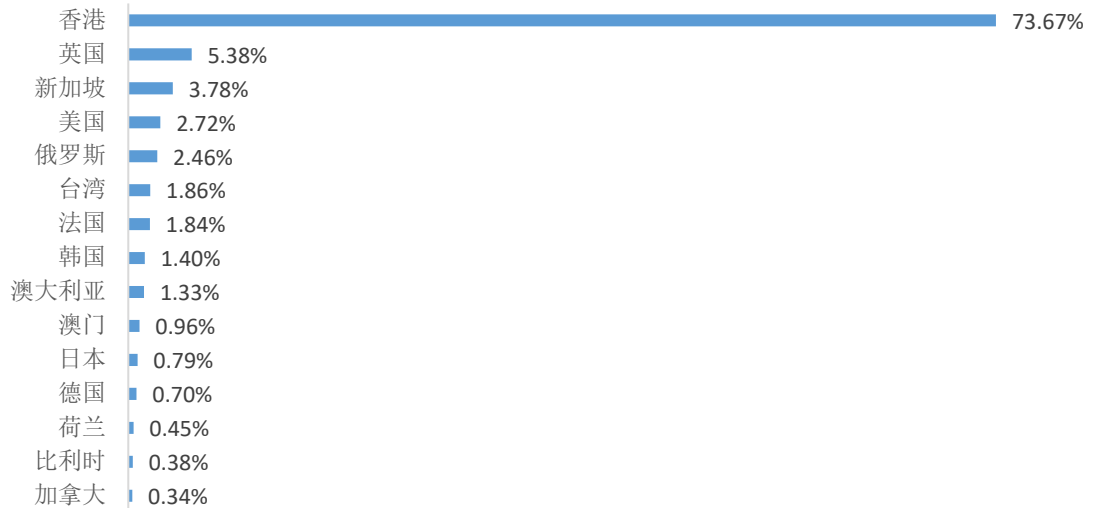 香港 73.67%
英国 5.38%
新加坡 3.78%
美国 2.72%
俄罗斯 2.46%
台湾 1.86%
法国 1.84%
韩国 1.40%
澳大利亚 1.33%
澳门 0.96%
日本 0.79%
德国 0.70%
荷兰 0.45%
比利时 0.38%
加拿大 0.34%